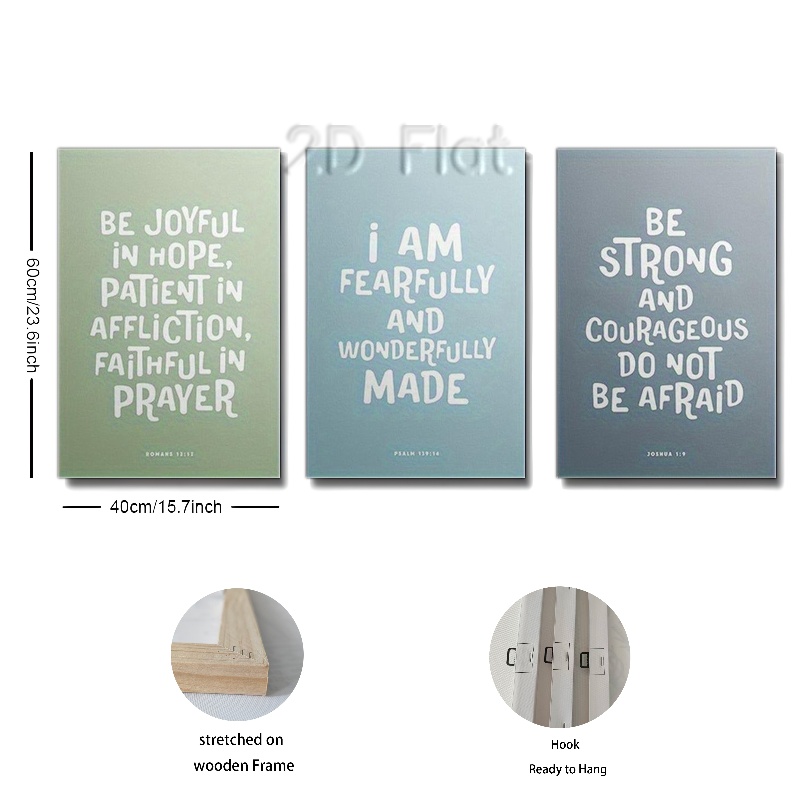 2D Flat
BE JOYFUL
iN HOPE,
PATiENT iN
AFFLiCTiON,
FAiTHFUL iN
PRAYER
ROMANS 12:12
i AM
FEARFULLY
AND
WONDERFULLY
MADE
PSALM 139:14
BE
STRONG
AND
COURAGEOUS
DO NOT
BE AFRAiD
JOSHUA 1:9
60cm/23.6inch
40cm/15.7inch
stretched on
wooden Frame
Hook
Ready to Hang